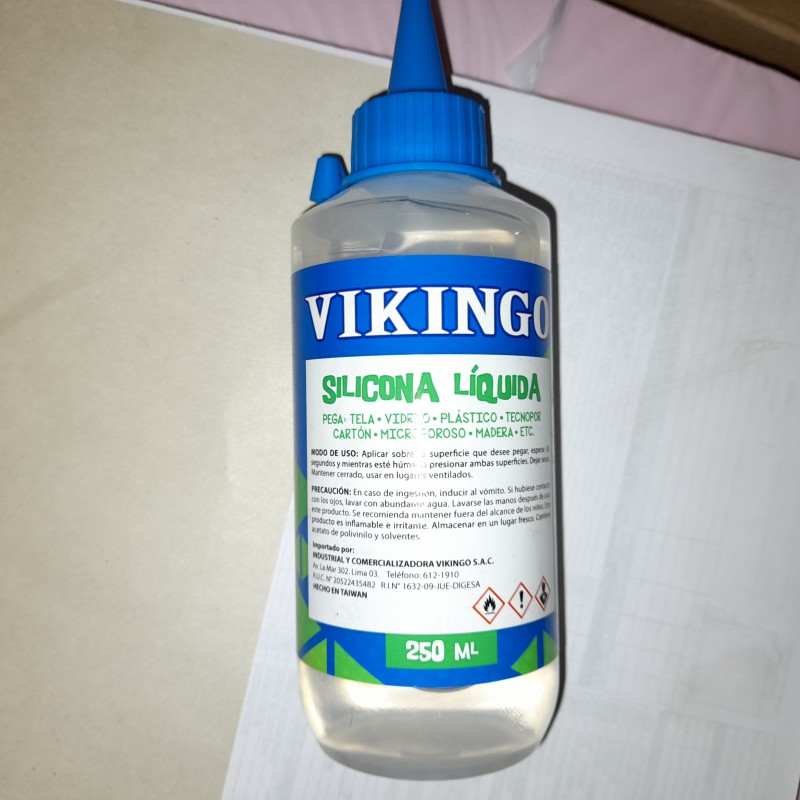 VIKINGO
SILICONA LÍQUIDA
PEGA: TELA • VIDRIO • PLÁSTICO • TECNOPOR
CARTÓN • MICROPOROSO • MADERA • ETC.
MODO DE USO: Aplicar sobre la superficie que desee pegar, esperar
segundos y mientras esté húmedo presionar ambas superficies. Dejar secar.
Mantener cerrado, usar en lugares ventilados.
PRECAUCIÓN: En caso de ingestión, inducir al vómito. Si hubiese contacto
con los ojos, lavar con abundante agua. Lavarse las manos después de usar
este producto. Se recomienda mantener fuera del alcance de los niños. Este
producto es inflamable e irritante. Almacenar en un lugar fresco. Contiene
acetato de polivinilo y solventes.
Importado por:
INDUSTRIAL Y COMERCIALIZADORA VIKINGO S.A.C.
Av. La Mar 302. Lima 03. Teléfono: 612-1910
R.U.C. N° 20522435482 R.I.N° 1632-09-JUE-DIGESA
HECHO EN TAIWAN
250 ML